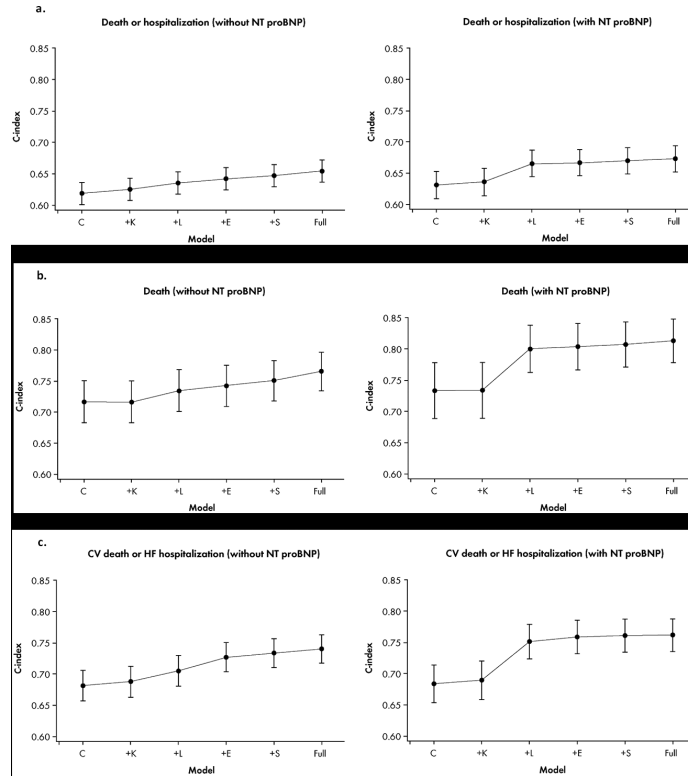 a.
Death or hospitalization (without NT proBNP)
C-index
0.85
0.80
0.75
0.70
0.65
0.60
C +K +L +E +S Full
Model
Death or hospitalization (with NT proBNP)
C-index
0.85
0.80
0.75
0.70
0.65
0.60
C +K +L +E +S Full
Model
b.
Death (without NT proBNP)
C-index
0.85
0.80
0.75
0.70
0.65
0.60
C +K +L +E +S Full
Model
Death (with NT proBNP)
C-index
0.85
0.80
0.75
0.70
0.65
0.60
C +K +L +E +S Full
Model
c.
CV death or HF hospitalization (without NT proBNP)
C-index
0.85
0.80
0.75
0.70
0.65
0.60
C +K +L +E +S Full
Model
CV death or HF hospitalization (with NT proBNP)
C-index
0.85
0.80
0.75
0.70
0.65
0.60
C +K +L +E +S Full
Model